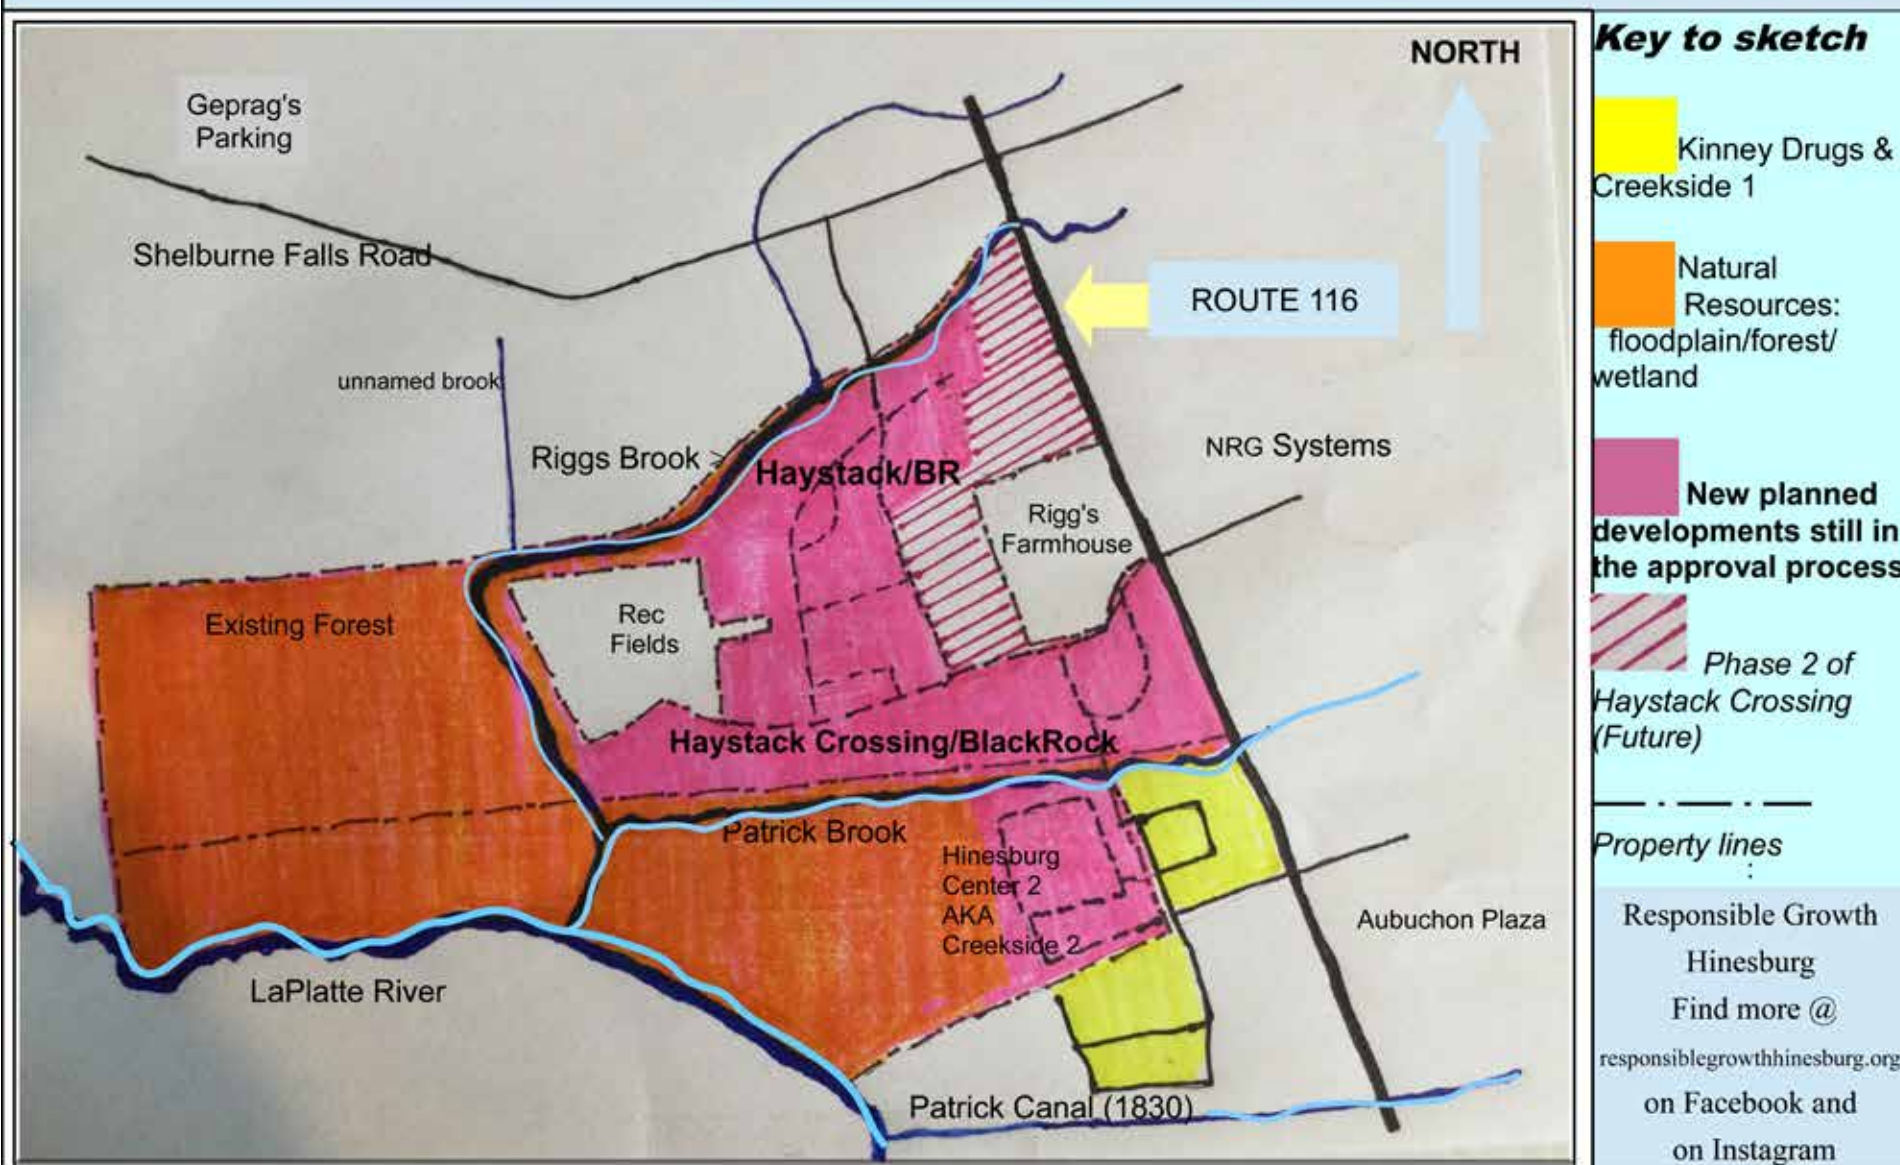 NORTH
Geprag's
Parking
Shelburne Falls Road
ROUTE 116
unnamed brook
Riggs Brook >
Haystack/BR
NRG Systems
Rigg's
Farmhouse
Existing Forest
Rec
Fields
Haystack Crossing/BlackRock
Patrick Brook
Hinesburg
Center 2
AKA
Creekside 2
Aubuchon Plaza
LaPlatte River
Patrick Canal (1830)
Key to sketch
Kinney Drugs &
Creekside 1
Natural
Resources:
floodplain/forest/
wetland
New planned
developments still in
the approval process
Phase 2 of
Haystack Crossing
(Future)
Property lines
:
Responsible Growth
Hinesburg
Find more @
responsiblegrowthhinesburg.org
on Facebook and
on Instagram